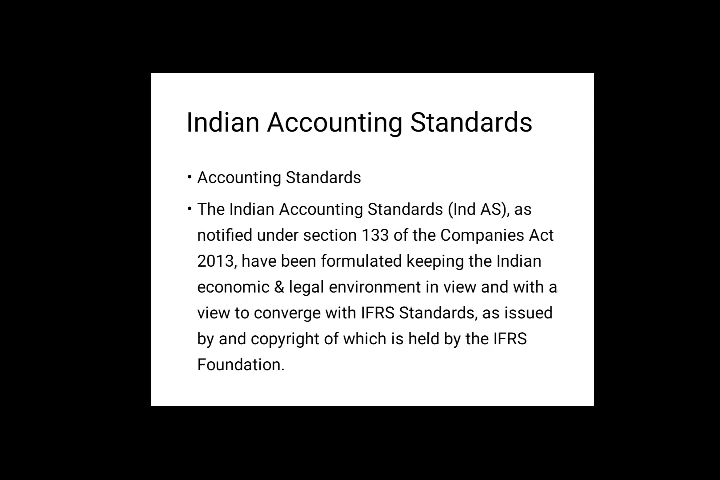 Indian Accounting Standards
• Accounting Standards
• The Indian Accounting Standards (Ind AS), as
notified under section 133 of the Companies Act
2013, have been formulated keeping the Indian
economic & legal environment in view and with a
view to converge with IFRS Standards, as issued
by and copyright of which is held by the IFRS
Foundation.